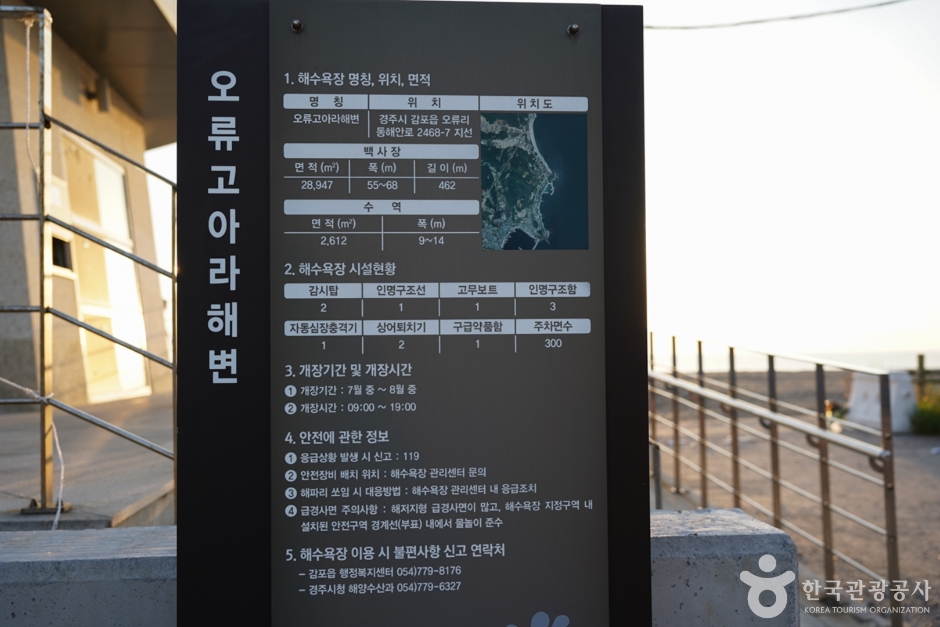 오류고아라해변
1. 해수욕장 명칭, 위치, 면적
명 칭 위 치 위치도
오류고아라해변 경주시 감포읍 오류리
동해안로 2468-7 지선
백사장
면 적 (m²) 폭 (m) 길 이 (m)
28,947 55~68 462
수 역
면 적 (m²) 폭 (m)
2,612 9~14
2. 해수욕장 시설현황
감시탑 인명구조선 고무보트 인명구조함
2 1 1 3
자동심장충격기 상어퇴치기 구급약품함 주차면수
1 2 1 300
3. 개장기간 및 개장시간
① 개장기간 : 7월 중 ~ 8월 중
② 개장시간 : 09:00 ~ 19:00
4. 안전에 관한 정보
① 응급상황 발생 시 신고 : 119
② 안전장비 배치 위치 : 해수욕장 관리센터 문의
③ 해파리 쏘임 시 대응방법 : 해수욕장 관리센터 내 응급조치
④ 급경사면 주의사항 : 해저지형 급경사면이 많고, 해수욕장 지정구역 내
설치된 안전구역 경계선(부표) 내에서 물놀이 준수
5. 해수욕장 이용 시 불편사항 신고 연락처
– 감포읍 행정복지센터 054)779-8176
– 경주시청 해양수산과 054)779-6327
한국관광공사
KOREA TOURISM ORGANIZATION